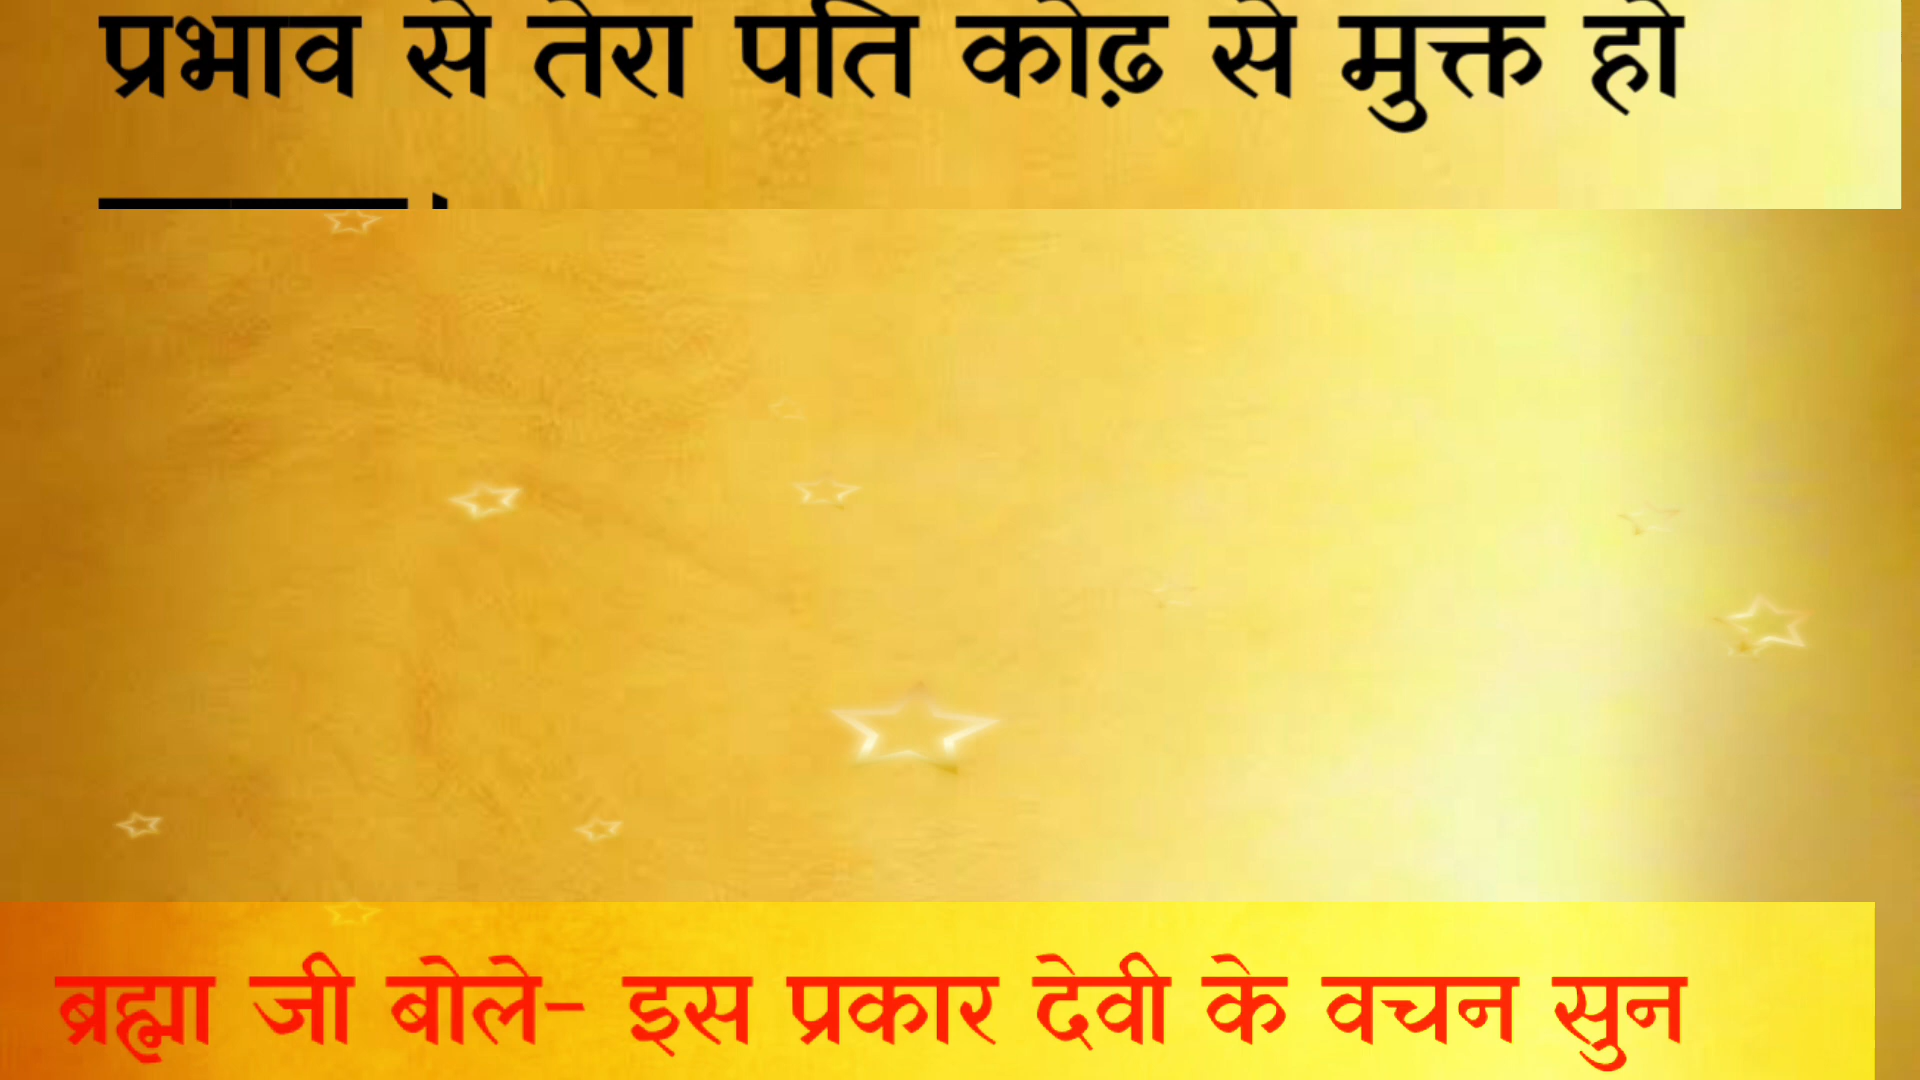 प्रभाव से तेरा पति कोढ़ से मुक्त हो
ब्रह्मा जी बोले- इस प्रकार देवी के वचन सुन